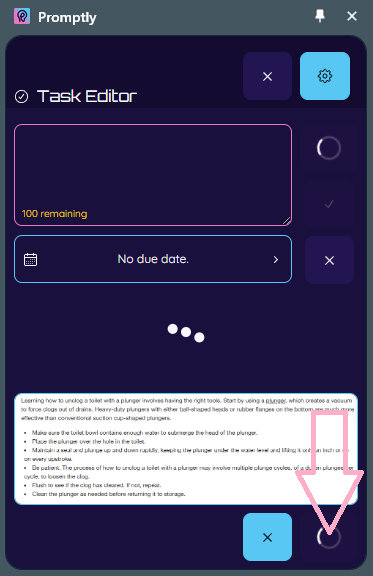 Promptly
Task Editor
100 remaining
No due date.
Learning how to unclog a toilet with a plunger involves having the right tools. Start by using a plunger, which creates a vacuum
to force clogs out of drains. Heavy-duty plungers with either ball-shaped heads or rubber flanges on the bottom are much more
effective than conventional suction cup-shaped plungers.
• Make sure the toilet bowl contains enough water to submerge the head of the plunger.
• Place the plunger over the hole in the toilet.
• Maintain a seal and plunge up and down rapidly, keeping the plunger under the water level and lifting it only an inch or
on every upstroke.
• Be patient. The process of how to unclog a toilet with a plunger may involve multiple plunge cycles, of a dozen plunges per
cycle, to loosen the clog.
• Flush to see if the clog has cleared. If not, repeat.
• Clean the plunger as needed before returning it to storage.